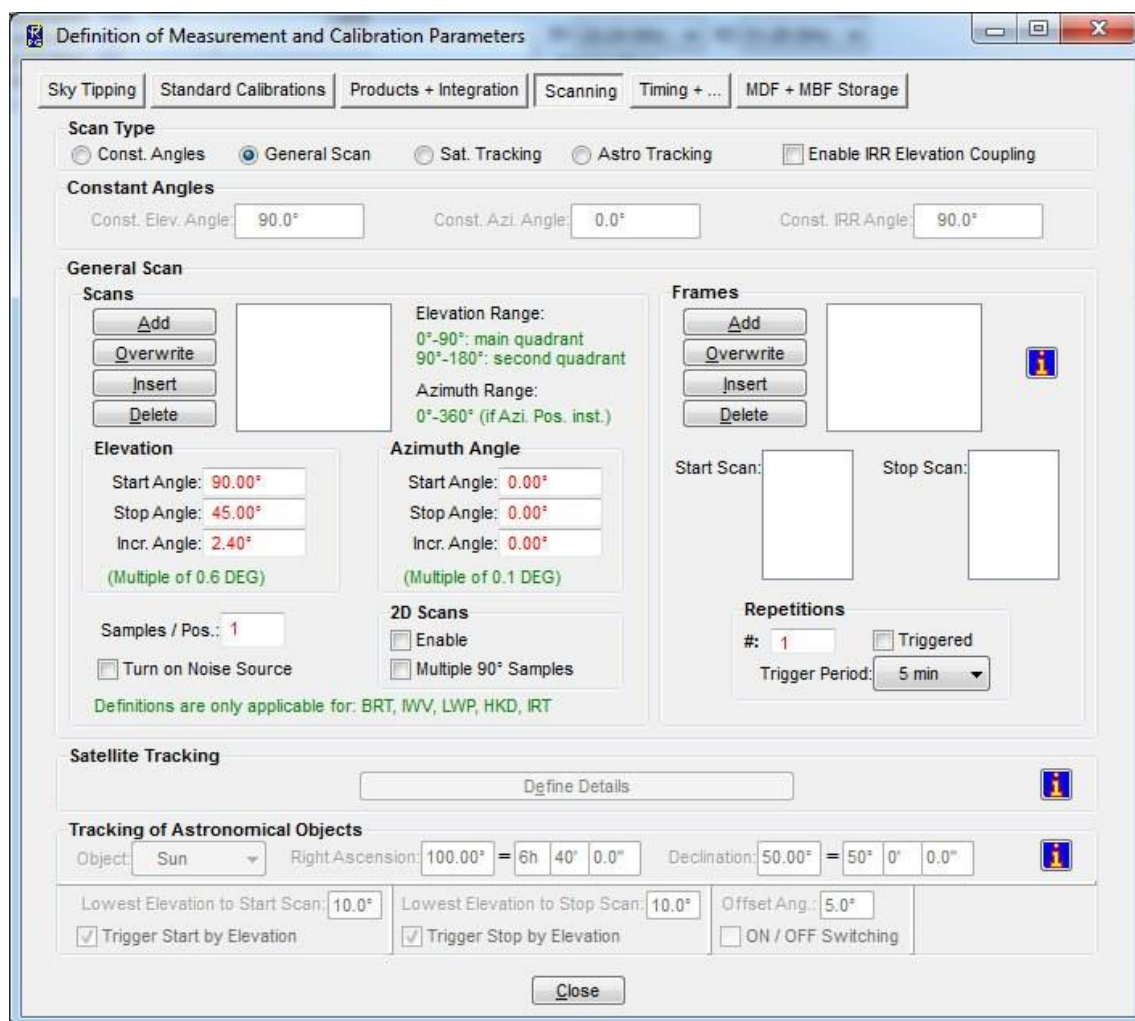 Definition of Measurement and Calibration Parameters
Sky Tipping Standard Calibrations Products + Integration Scanning Timing + ... MDF + MBF Storage
Scan Type
Const. Angles General Scan Sat. Tracking Astro Tracking Enable IRR Elevation Coupling
Constant Angles
Const. Elev. Angle: 90.0° Const. Azi. Angle: 0.0° Const. IRR Angle: 90.0°
General Scan
Scans
Add
Overwrite
Insert
Delete
Elevation Range:
0°-90°: main quadrant
90°-180°: second quadrant
Azimuth Range:
0°-360° (if Azi. Pos. inst.)
Elevation
Start Angle: 90.00°
Stop Angle: 45.00°
Incr. Angle: 2.40°
(Multiple of 0.6 DEG)
Azimuth Angle
Start Angle: 0.00°
Stop Angle: 0.00°
Incr. Angle: 0.00°
(Multiple of 0.1 DEG)
Samples / Pos.: 1
Turn on Noise Source
2D Scans
Enable
Multiple 90° Samples
Definitions are only applicable for: BRT, IWV, LWP, HKD, IRT
Frames
Add
Overwrite
Insert
Delete
i
Start Scan: Stop Scan:
Repetitions
#: 1 Triggered
Trigger Period: 5 min
Satellite Tracking
Define Details i
Tracking of Astronomical Objects
Object: Sun Right Ascension: 100.00° = 6h 40' 0.0" Declination: 50.00° = 50° 0' 0.0" i
Lowest Elevation to Start Scan: 10.0° Lowest Elevation to Stop Scan: 10.0° Offset Ang.: 5.0°
Trigger Start by Elevation Trigger Stop by Elevation ON / OFF Switching
Close